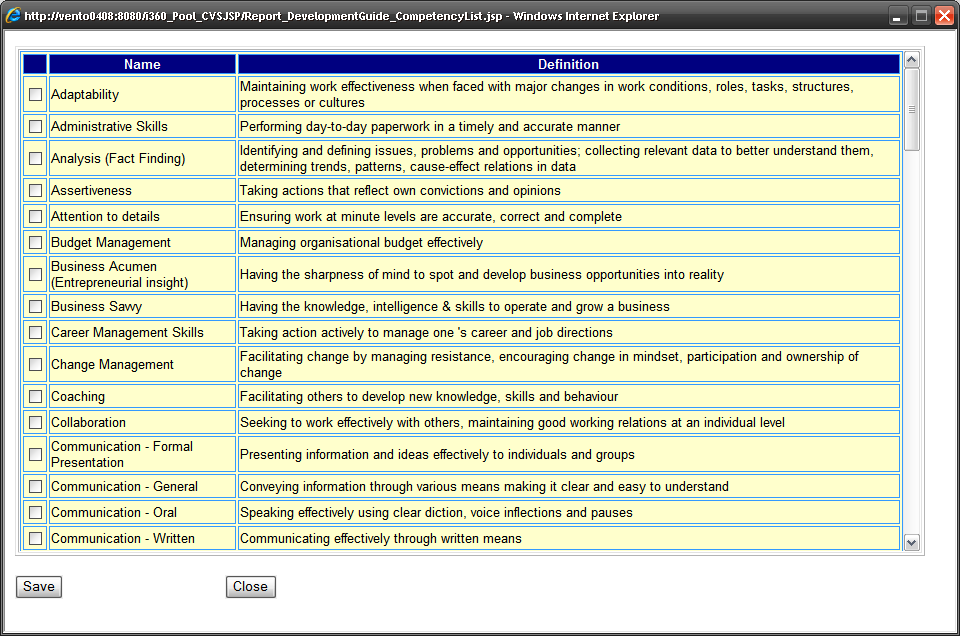 http://vento0408:8080/i360_Pool_CVSJSP/Report_DevelopmentGuide_CompetencyList.jsp - Windows Internet Explorer
Name Definition
Adaptability
Maintaining work effectiveness when faced with major changes in work conditions, roles, tasks, structures,
processes or cultures
Administrative Skills
Performing day-to-day paperwork in a timely and accurate manner
Analysis (Fact Finding)
Identifying and defining issues, problems and opportunities; collecting relevant data to better understand them,
determining trends, patterns, cause-effect relations in data
Assertiveness
Taking actions that reflect own convictions and opinions
Attention to details
Ensuring work at minute levels are accurate, correct and complete
Budget Management
Managing organisational budget effectively
Business Acumen
(Entrepreneurial insight)
Having the sharpness of mind to spot and develop business opportunities into reality
Business Savvy
Having the knowledge, intelligence & skills to operate and grow a business
Career Management Skills
Taking action actively to manage one 's career and job directions
Change Management
Facilitating change by managing resistance, encouraging change in mindset, participation and ownership of
change
Coaching
Facilitating others to develop new knowledge, skills and behaviour
Collaboration
Seeking to work effectively with others, maintaining good working relations at an individual level
Communication - Formal
Presentation
Presenting information and ideas effectively to individuals and groups
Communication - General
Conveying information through various means making it clear and easy to understand
Communication - Oral
Speaking effectively using clear diction, voice inflections and pauses
Communication - Written
Communicating effectively through written means
Save Close